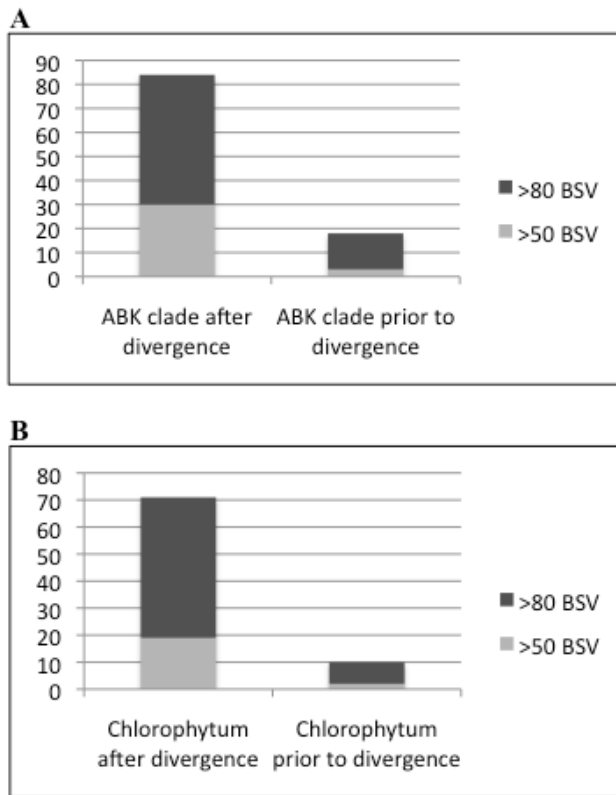 A
90
80
70
60
50
40
30
20
10
0
>80 BSV
>50 BSV
ABK clade after
divergence
ABK clade prior to
divergence
B
80
70
60
50
40
30
20
10
0
>80 BSV
>50 BSV
Chlorophytum
after divergence
Chlorophytum
prior to divergence